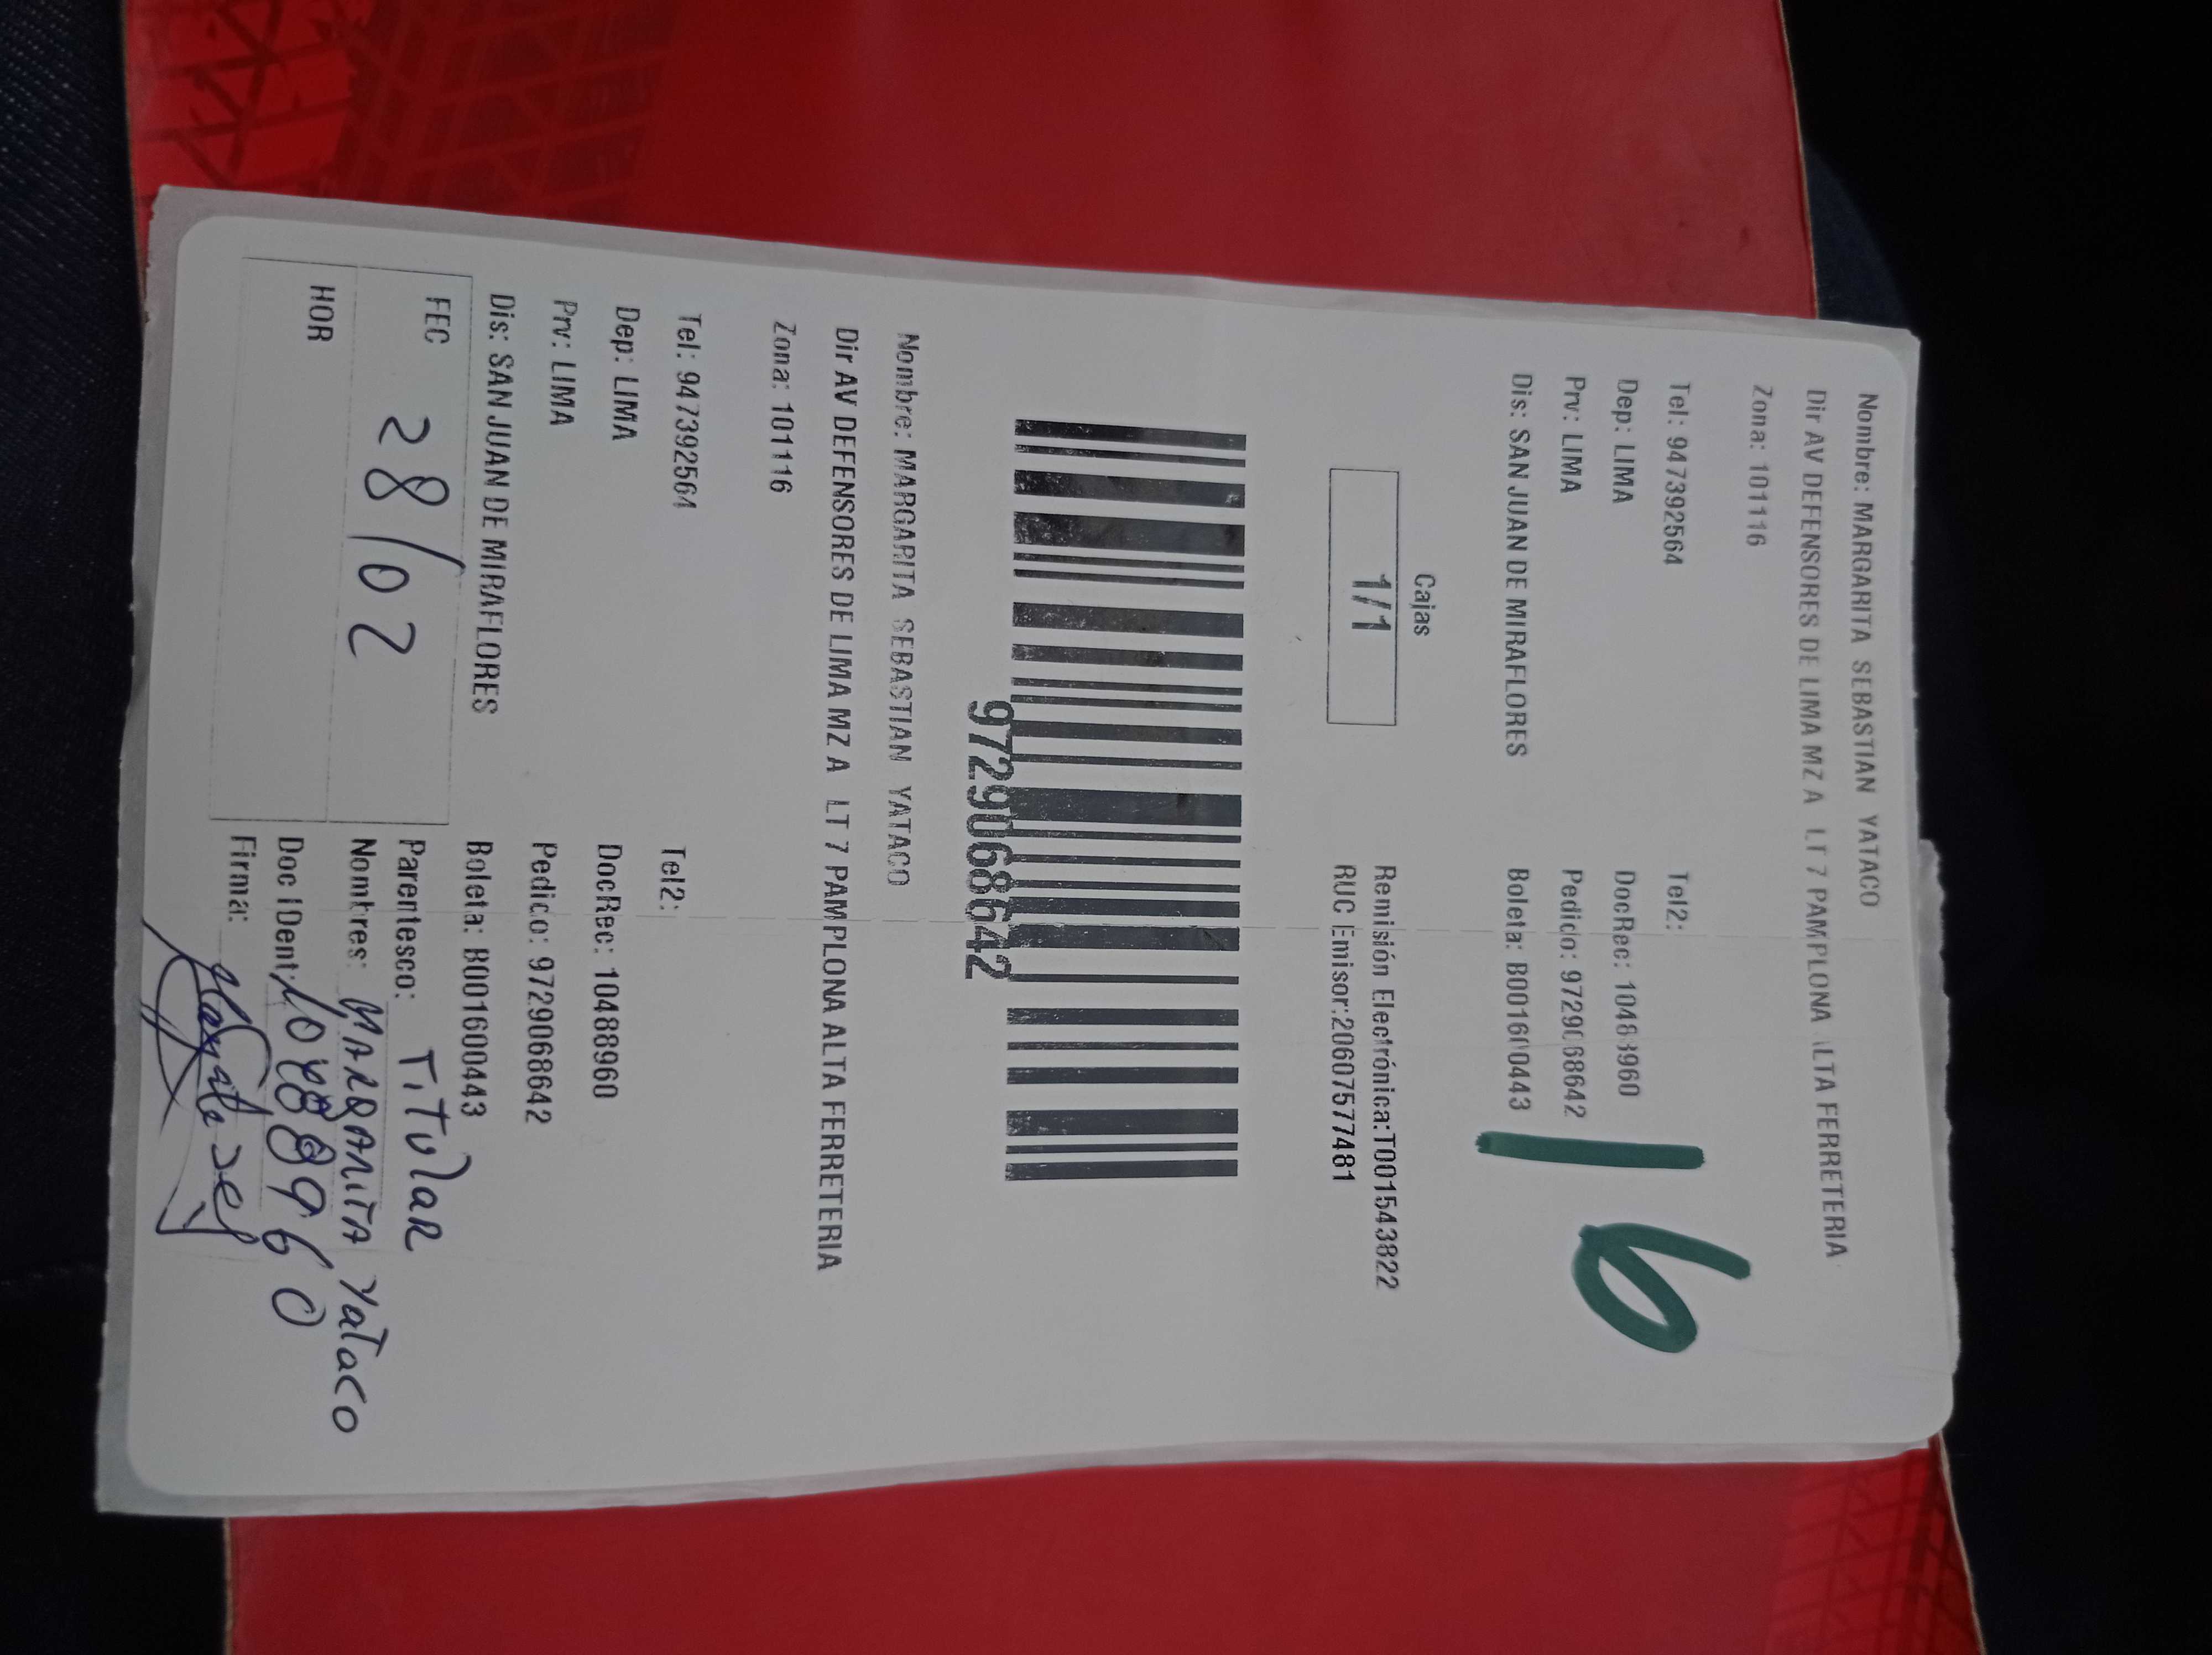 Nombre: MARGARITA SEBASTIAN YATACO
Dir AV DEFENSORES DE LIMA MZ A LT 7 PAMPLONA ALTA FERRETERIA
Zona: 101116
Tel: 947392564 Tel2:
Dep: LIMA DocRec: 10488960
Prv: LIMA Pedido: 9729068642
Dis: SAN JUAN DE MIRAFLORES Boleta: B001600443
16
Cajas
1/1
Remisión Electrónica:T001543822
RUC Emisor:20607577481
9729068642
Nombre: MARGARITA SEBASTIAN YATACO
Dir AV DEFENSORES DE LIMA MZ A LT 7 PAMPLONA ALTA FERRETERIA
Zona: 101116
Tel: 947392564 Tel2:
Dep: LIMA DocRec: 10488960
Prv: LIMA Pedido: 9729068642
Dis: SAN JUAN DE MIRAFLORES Boleta: B001600443
FEC 28/02 Parentesco: Titular
HOR Nombres: MARGARITA Yataco
Doc IDent: 10488960
Firma: